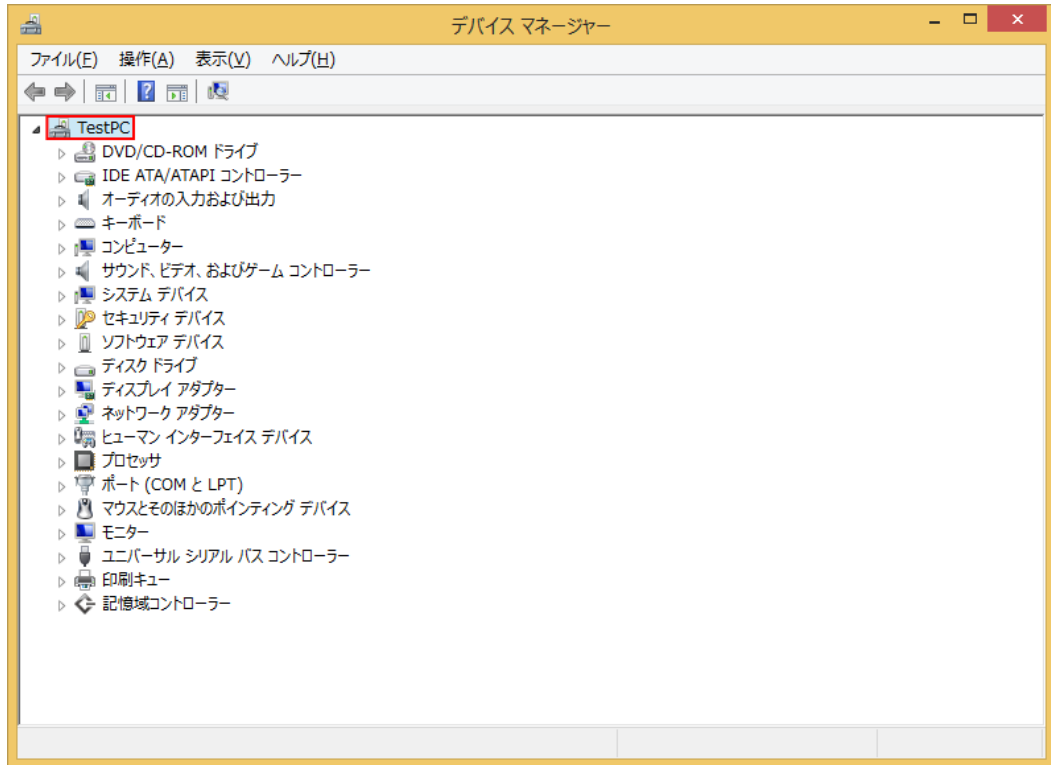 デバイス マネージャー
ファイル(F) 操作(A) 表示(V) ヘルプ(H)
TestPC
DVD/CD-ROM ドライブ
IDE ATA/ATAPI コントローラー
オーディオの入力および出力
キーボード
コンピューター
サウンド、ビデオ、およびゲーム コントローラー
システム デバイス
セキュリティ デバイス
ソフトウェア デバイス
ディスク ドライブ
ディスプレイ アダプター
ネットワーク アダプター
ヒューマン インターフェイス デバイス
プロセッサ
ポート (COM と LPT)
マウスとそのほかのポインティング デバイス
モニター
ユニバーサル シリアル バス コントローラー
印刷キュー
記憶域コントローラー